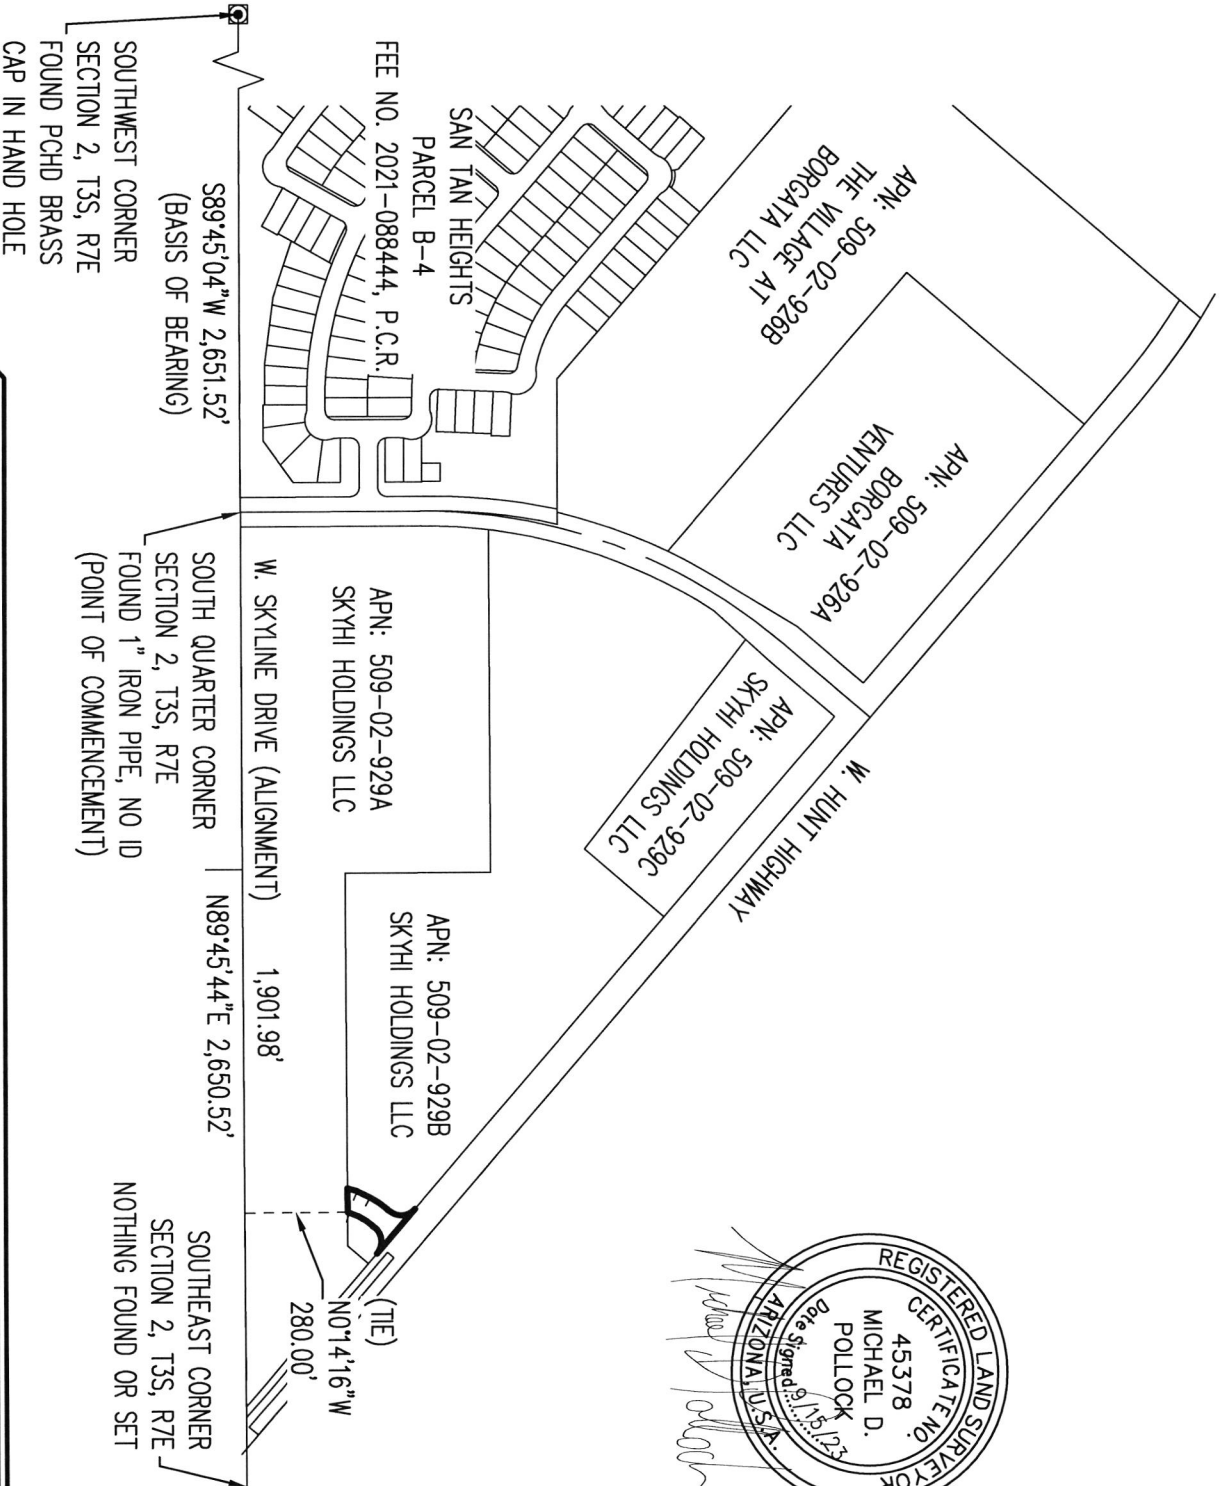 APN: 509-02-926B
THE VILLAGE AT
BORGATA LLC
SAN TAN HEIGHTS
PARCEL B-4
FEE NO. 2021-088444, P.C.R.
APN: 509-02-926A
BORGATA
VENTURES LLC
APN: 509-02-929C
SKYHI HOLDINGS LLC
W. HUNT HIGHWAY
APN: 509-02-929A
SKYHI HOLDINGS LLC
APN: 509-02-929B
SKYHI HOLDINGS LLC
W. SKYLINE DRIVE (ALIGNMENT)
1,901.98'
S89°45'04"W 2,651.52'
(BASIS OF BEARING)
N89°45'44"E 2,650.52'
(TIE)
N0°14'16"W
280.00'
SOUTHWEST CORNER
SECTION 2, T3S, R7E
FOUND PCHD BRASS
CAP IN HAND HOLE
SOUTH QUARTER CORNER
SECTION 2, T3S, R7E
FOUND 1" IRON PIPE, NO ID
(POINT OF COMMENCEMENT)
SOUTHEAST CORNER
SECTION 2, T3S, R7E
NOTHING FOUND OR SET
REGISTERED LAND SURVEYOR
CERTIFICATE NO.
45378
MICHAEL D.
POLLOCK
Date Signed 9/15/23
ARIZONA, U.S.A.